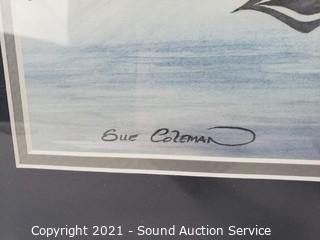 Sue Coleman
Copyright 2021 - Sound Auction Service